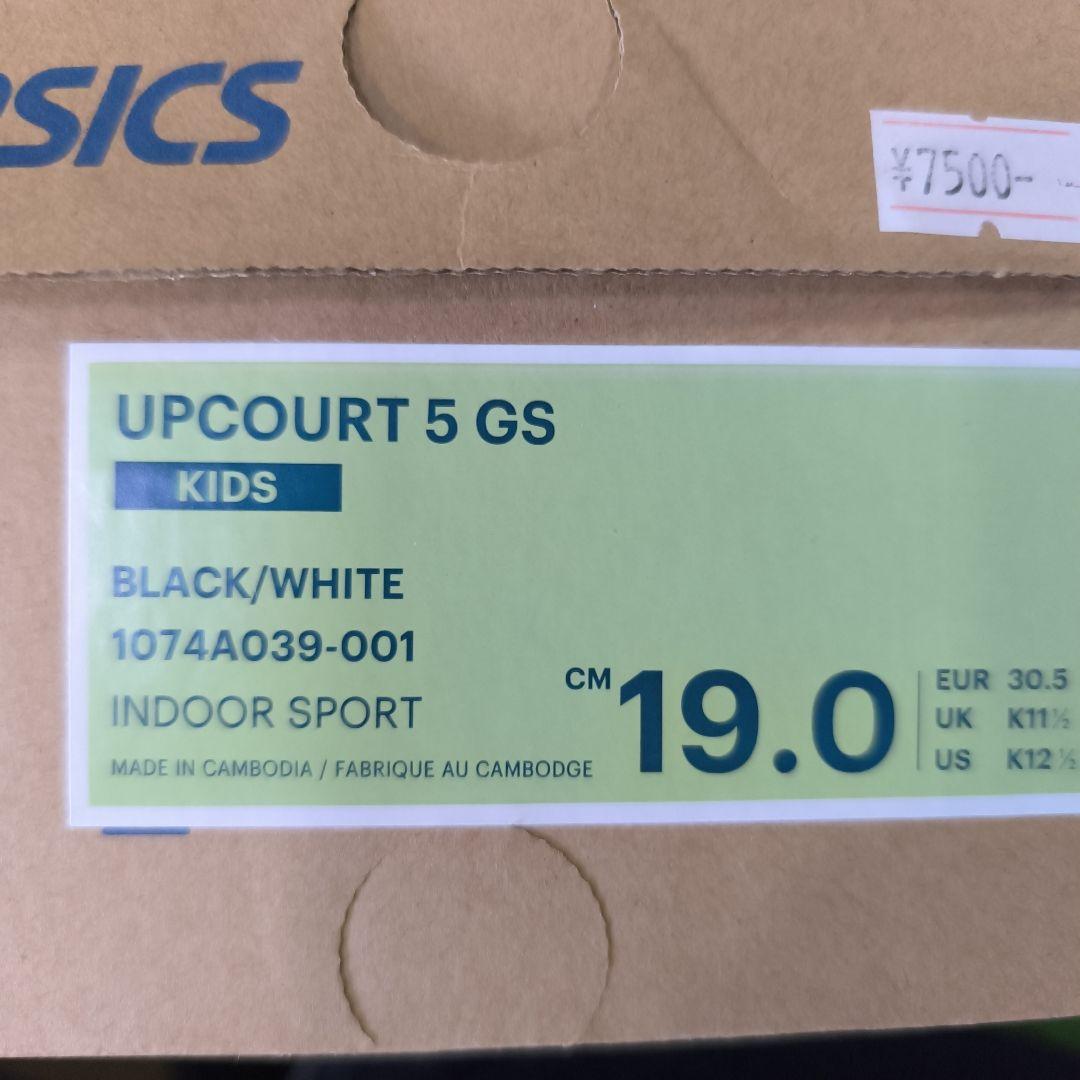 ASICS
¥7500-
UPCOURT 5 GS
KIDS
BLACK/WHITE
1074A039-001
INDOOR SPORT
MADE IN CAMBODIA / FABRIQUE AU CAMBODGE
CM 19.0
EUR 30.5
UK K11½
US K12½